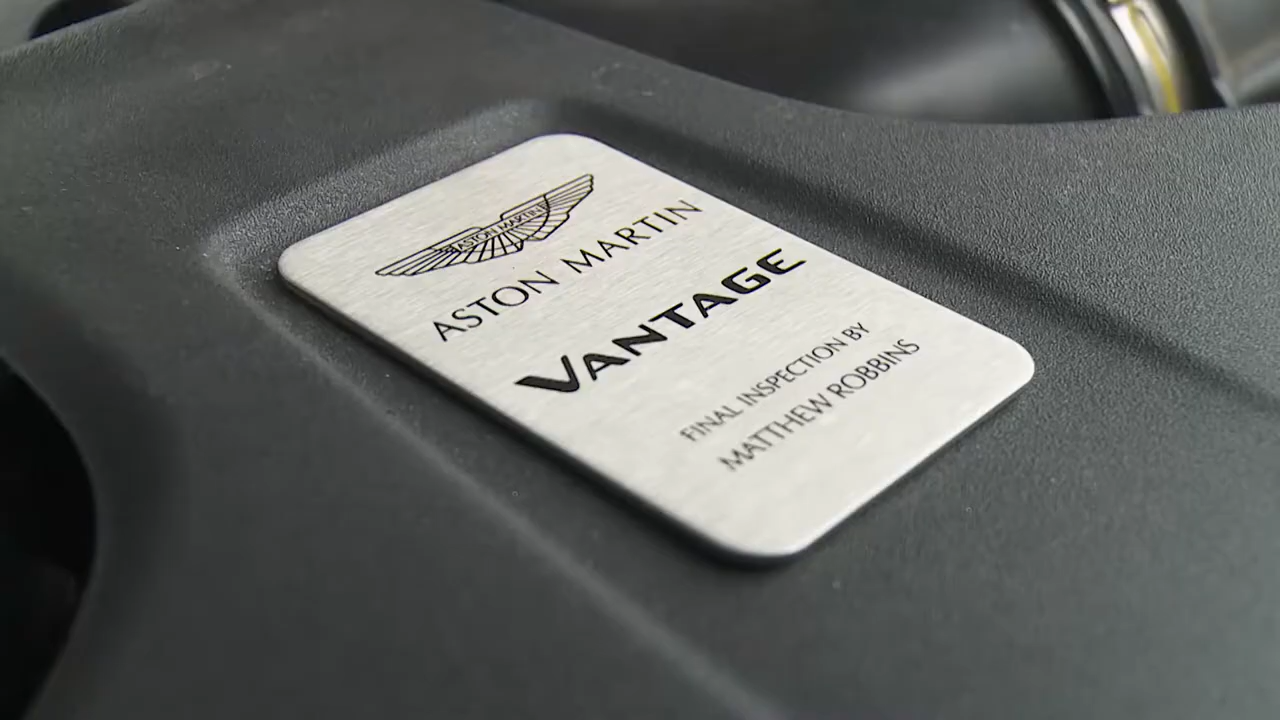 ASTON MARTIN
ASTON MARTIN
VANTAGE
FINAL INSPECTION BY
MATTHEW ROBBINS